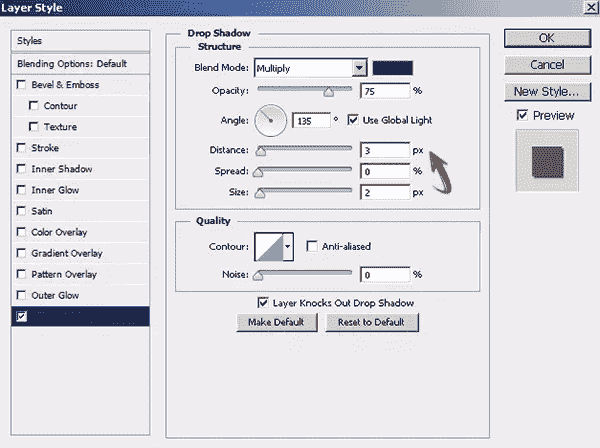 Layer Style
Styles
Blending Options: Default
Bevel & Emboss
Contour
Texture
Stroke
Inner Shadow
Inner Glow
Satin
Color Overlay
Gradient Overlay
Pattern Overlay
Outer Glow
Drop Shadow
Structure
Blend Mode: Multiply
Opacity: 75 %
Angle: 135 ° Use Global Light
Distance: 3 px
Spread: 0 %
Size: 2 px
Quality
Contour: Anti-aliased
Noise: 0 %
Layer Knocks Out Drop Shadow
Make Default Reset to Default
OK
Cancel
New Style...
Preview